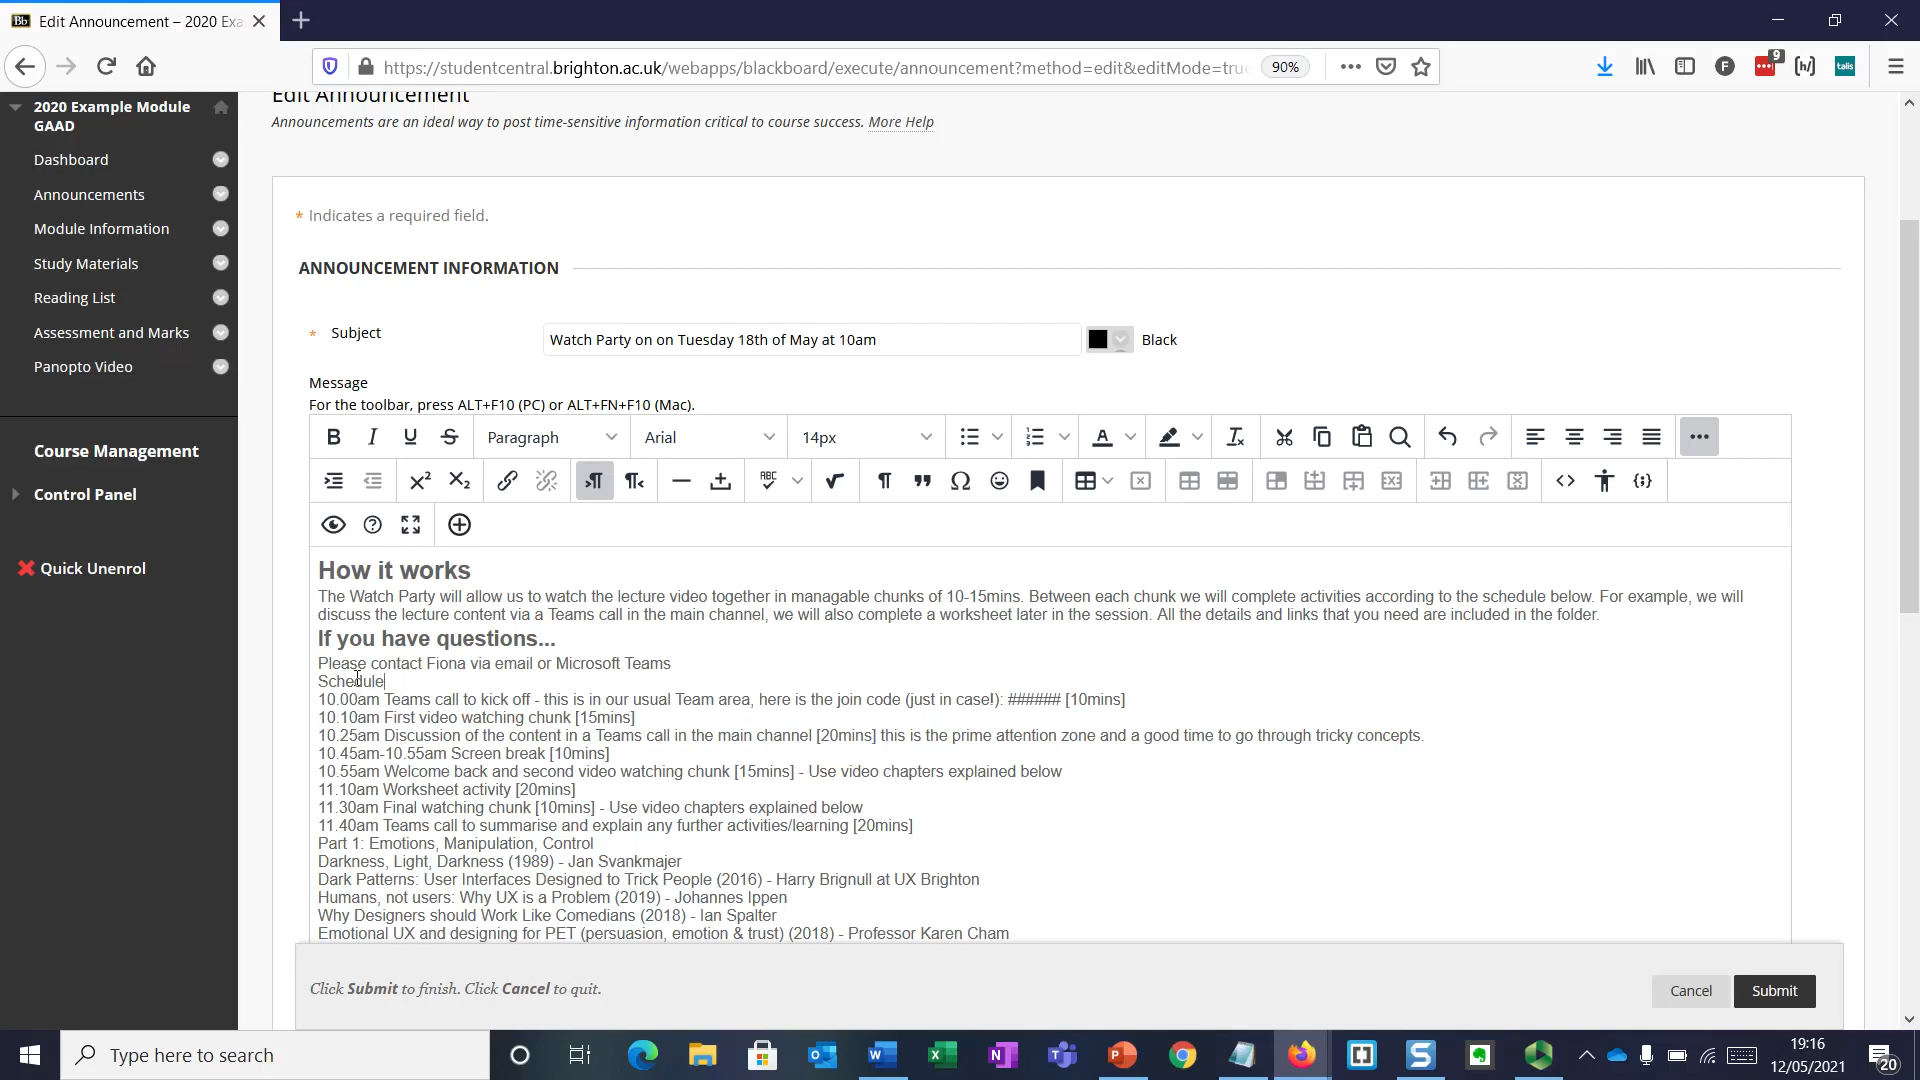 Edit Announcement – 2020 Exa
https://studentcentral.brighton.ac.uk/webapps/blackboard/execute/announcement?method=edit&editMode=true
90%
9
talis
2020 Example Module
GAAD
Dashboard
Announcements
Module Information
Study Materials
Reading List
Assessment and Marks
Panopto Video
Course Management
Control Panel
Quick Unenrol
Edit Announcement
Announcements are an ideal way to post time-sensitive information critical to course success. More Help
* Indicates a required field.
ANNOUNCEMENT INFORMATION
* Subject
Watch Party on on Tuesday 18th of May at 10am
Black
Message
For the toolbar, press ALT+F10 (PC) or ALT+FN+F10 (Mac).
Paragraph
Arial
14px
How it works
The Watch Party will allow us to watch the lecture video together in managable chunks of 10-15mins. Between each chunk we will complete activities according to the schedule below. For example, we will
discuss the lecture content via a Teams call in the main channel, we will also complete a worksheet later in the session. All the details and links that you need are included in the folder.
If you have questions...
Please contact Fiona via email or Microsoft Teams
Schedule
10.00am Teams call to kick off - this is in our usual Team area, here is the join code (just in case!): ###### [10mins]
10.10am First video watching chunk [15mins]
10.25am Discussion of the content in a Teams call in the main channel [20mins] this is the prime attention zone and a good time to go through tricky concepts.
10.45am-10.55am Screen break [10mins]
10.55am Welcome back and second video watching chunk [15mins] - Use video chapters explained below
11.10am Worksheet activity [20mins]
11.30am Final watching chunk [10mins] - Use video chapters explained below
11.40am Teams call to summarise and explain any further activities/learning [20mins]
Part 1: Emotions, Manipulation, Control
Darkness, Light, Darkness (1989) - Jan Svankmajer
Dark Patterns: User Interfaces Designed to Trick People (2016) - Harry Brignull at UX Brighton
Humans, not users: Why UX is a Problem (2019) - Johannes Ippen
Why Designers should Work Like Comedians (2018) - Ian Spalter
Emotional UX and designing for PET (persuasion, emotion & trust) (2018) - Professor Karen Cham
Click Submit to finish. Click Cancel to quit.
Cancel
Submit
Type here to search
19:16
12/05/2021
20